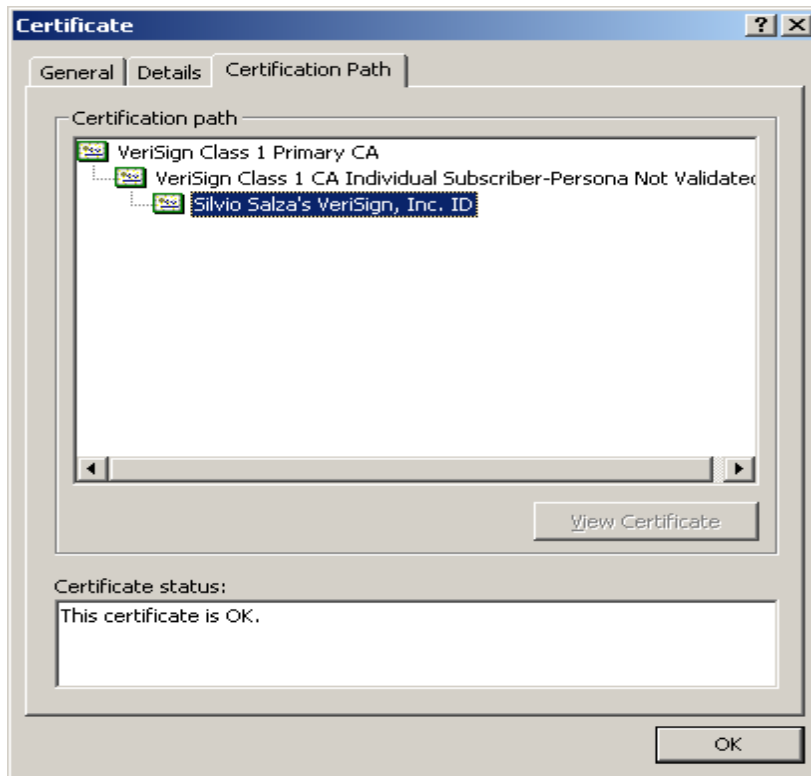 Certificate
General Details Certification Path
Certification path
VeriSign Class 1 Primary CA
VeriSign Class 1 CA Individual Subscriber-Persona Not Validated
Silvio Salza's VeriSign, Inc. ID
View Certificate
Certificate status:
This certificate is OK.
OK